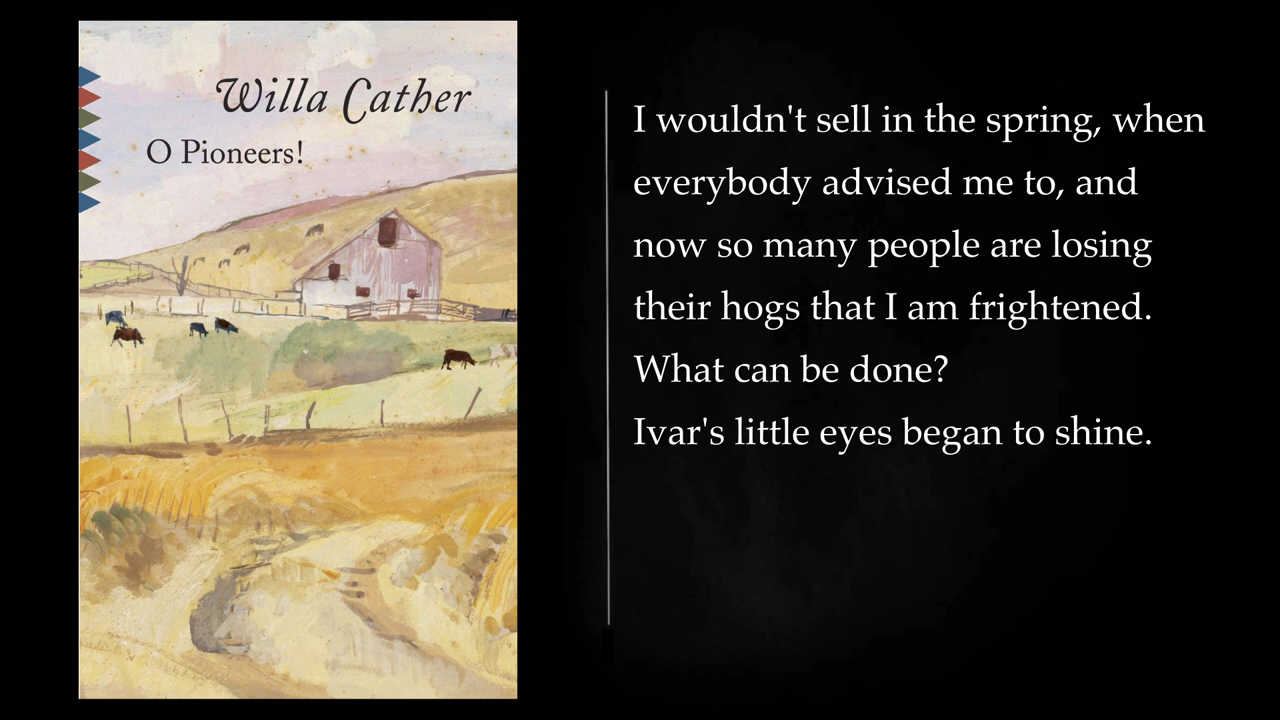 Willa Cather
O Pioneers!
I wouldn't sell in the spring, when
everybody advised me to, and
now so many people are losing
their hogs that I am frightened.
What can be done?
Ivar's little eyes began to shine.